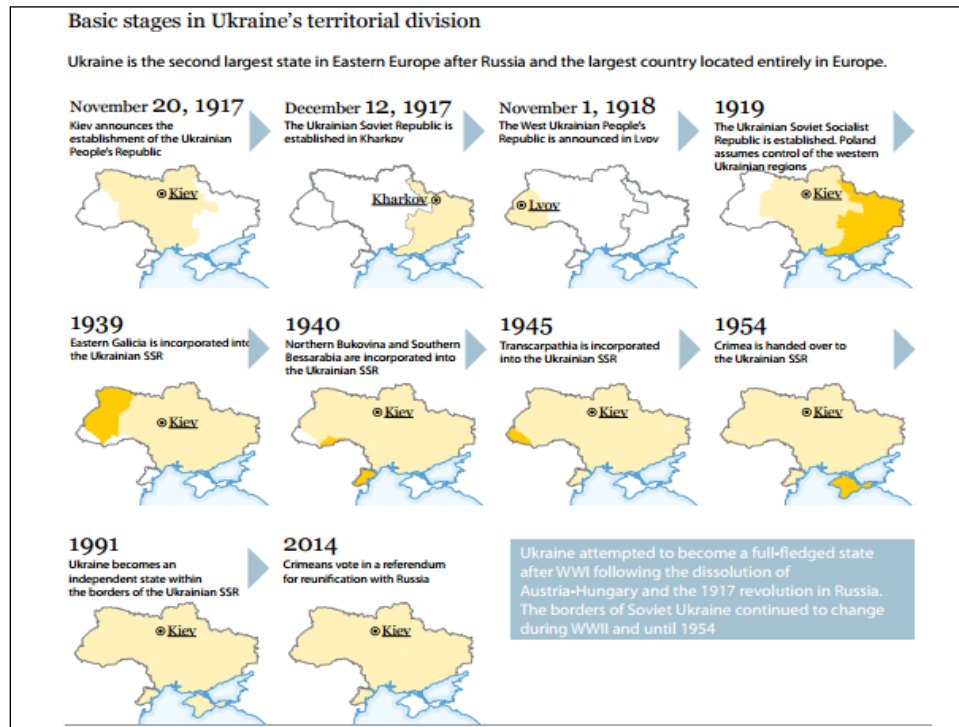 Basic stages in Ukraine's territorial division
Ukraine is the second largest state in Eastern Europe after Russia and the largest country located entirely in Europe.
November 20, 1917
Kiev announces the
establishment of the Ukrainian
People's Republic
Kiev
December 12, 1917
The Ukrainian Soviet Republic is
established in Kharkov
Kharkov
November 1, 1918
The West Ukrainian People's
Republic is announced in Lvov
Lvov
1919
The Ukrainian Soviet Socialist
Republic is established. Poland
assumes control of the western
Ukrainian regions
Kiev
1939
Eastern Galicia is incorporated into
the Ukrainian SSR
Kiev
1940
Northern Bukovina and Southern
Bessarabia are incorporated into
the Ukrainian SSR
Kiev
1945
Transcarpathia is incorporated
into the Ukrainian SSR
Kiev
1954
Crimea is handed over to
the Ukrainian SSR
Kiev
1991
Ukraine becomes an
independent state within
the borders of the Ukrainian SSR
Kiev
2014
Crimeans vote in a referendum
for reunification with Russia
Kiev
Ukraine attempted to become a full-fledged state
after WWI following the dissolution of
Austria-Hungary and the 1917 revolution in Russia.
The borders of Soviet Ukraine continued to change
during WWII and until 1954